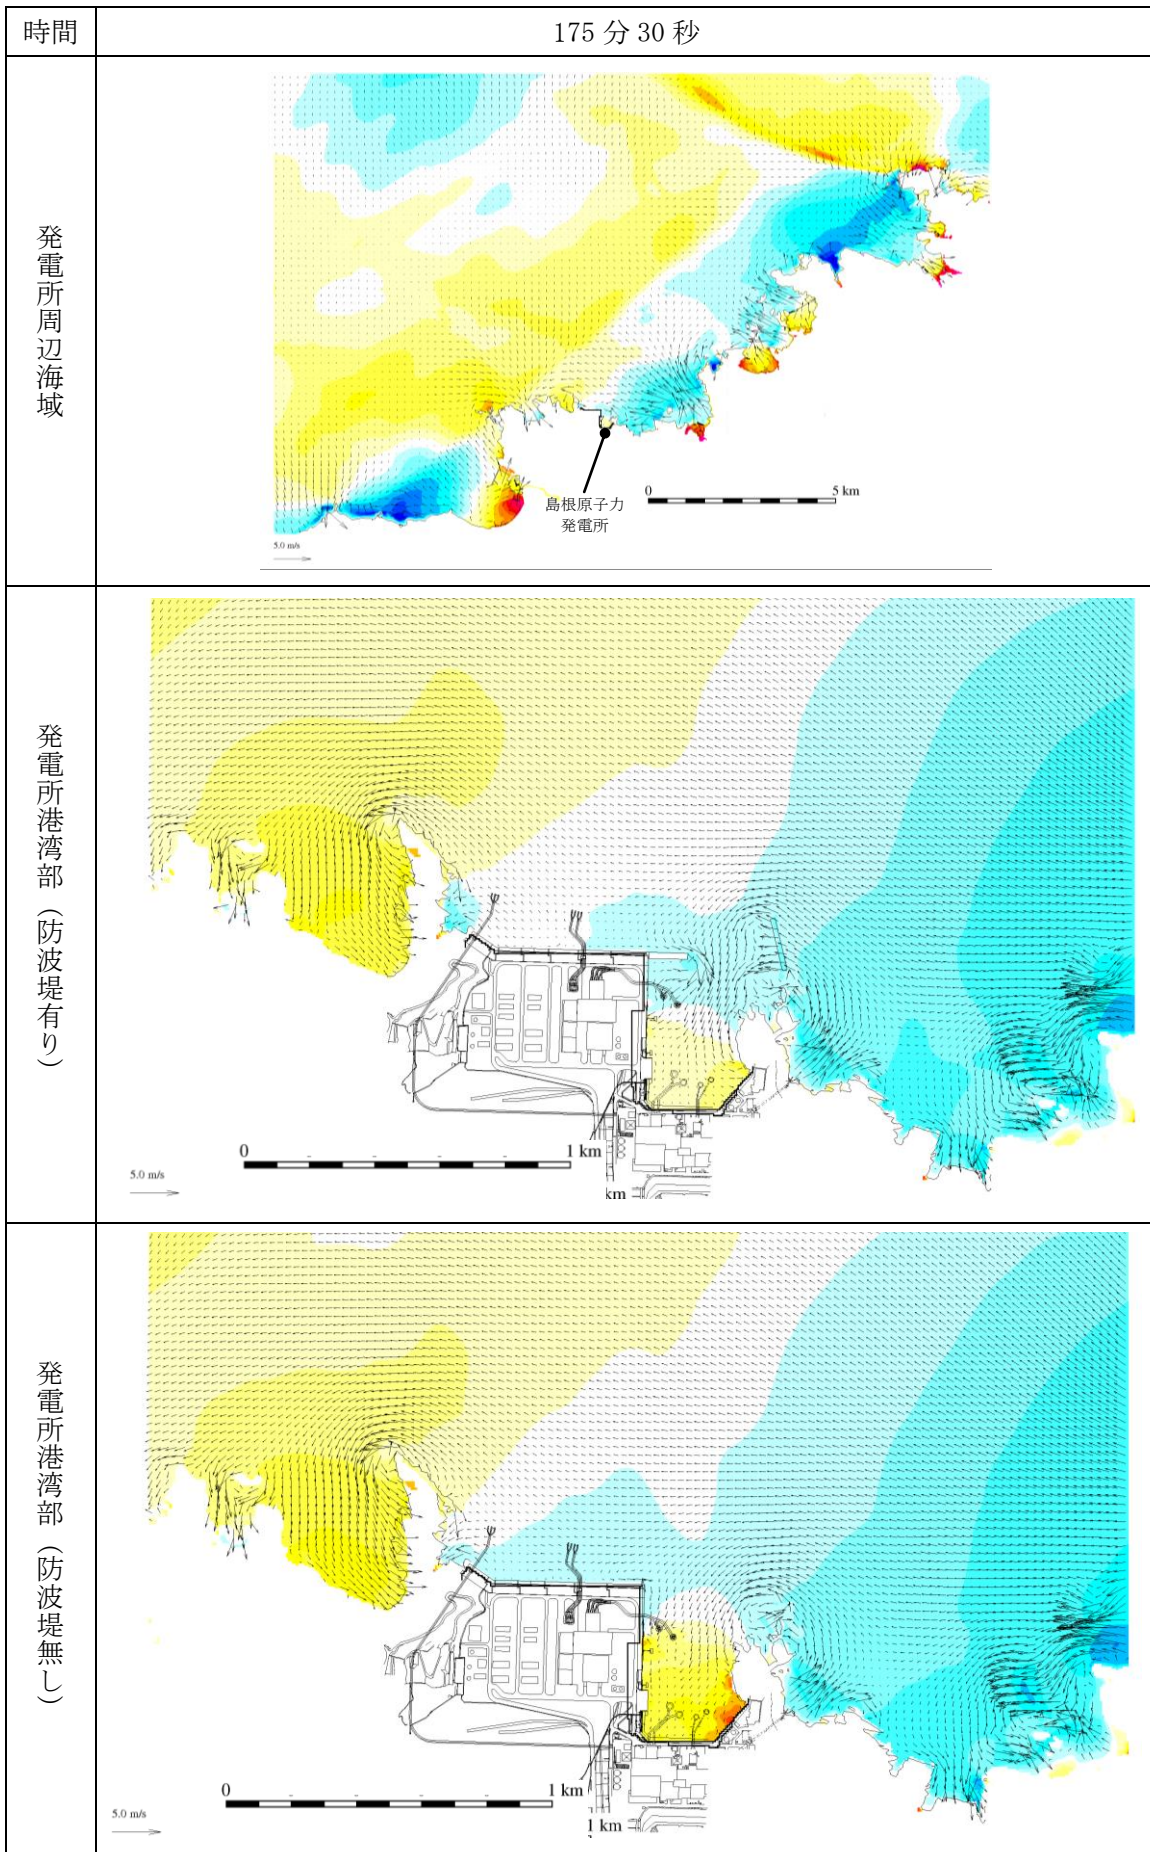 時間
175 分 30 秒
発電所周辺海域
島根原子力
発電所
0
5 km
5.0 m/s
発電所港湾部（防波堤有り）
0
1 km
5.0 m/s
km
発電所港湾部（防波堤無し）
0
1 km
5.0 m/s
1 km